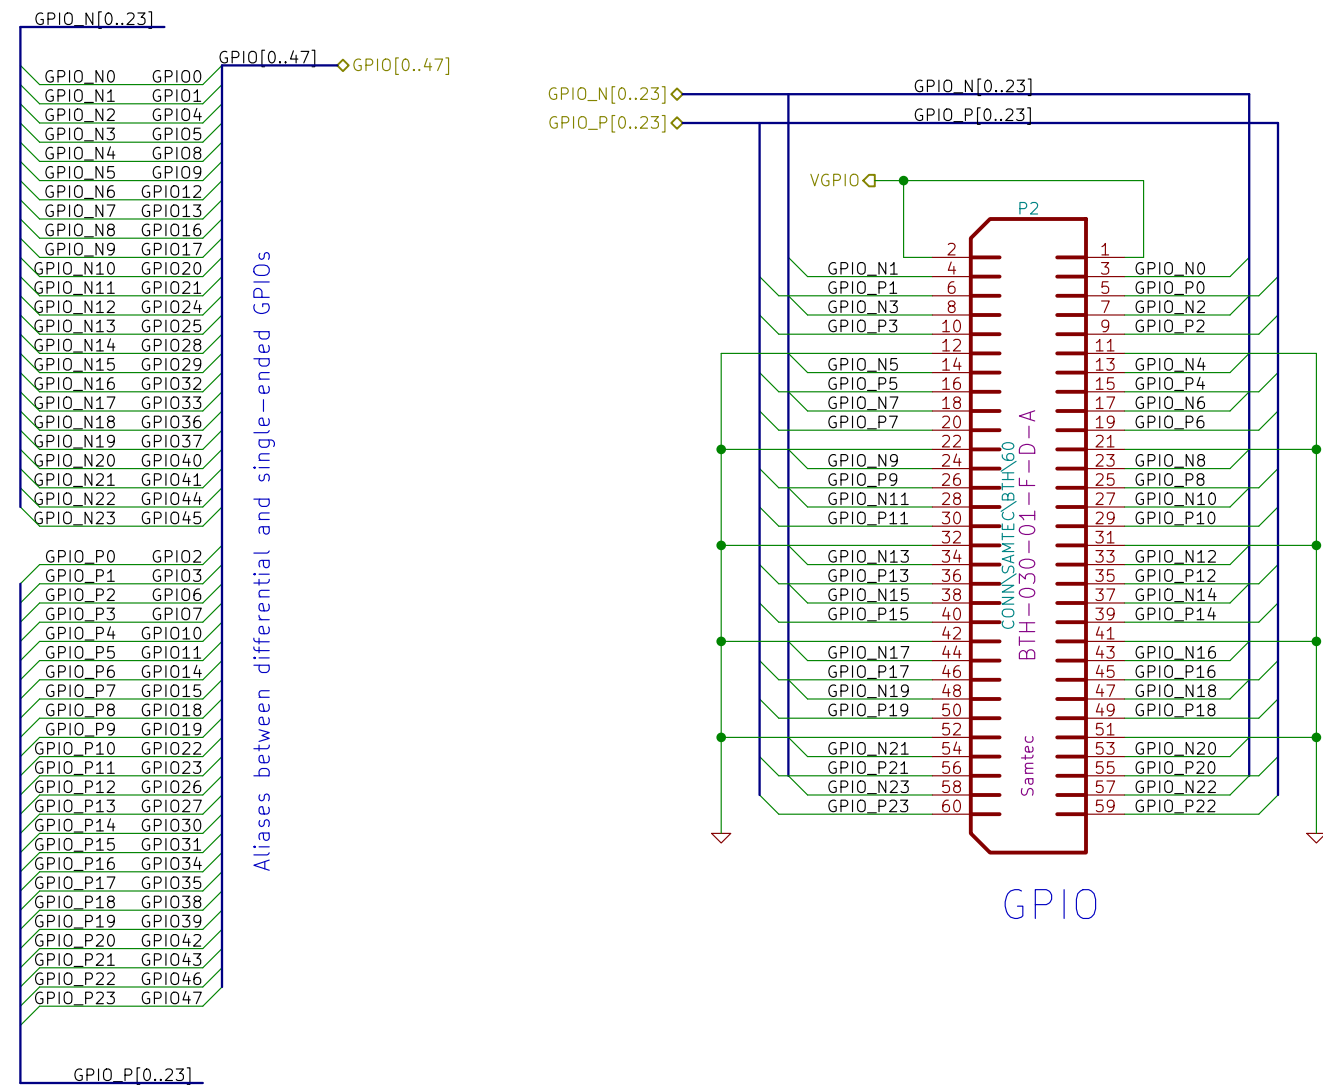 GPIO_N[0..23]
GPIO[0..47]
GPIO[0..47]
GPIO_N0 GPIO0
GPIO_N1 GPIO1
GPIO_N2 GPIO4
GPIO_N3 GPIO5
GPIO_N4 GPIO8
GPIO_N5 GPIO9
GPIO_N6 GPIO12
GPIO_N7 GPIO13
GPIO_N8 GPIO16
GPIO_N9 GPIO17
GPIO_N10 GPIO20
GPIO_N11 GPIO21
GPIO_N12 GPIO24
GPIO_N13 GPIO25
GPIO_N14 GPIO28
GPIO_N15 GPIO29
GPIO_N16 GPIO32
GPIO_N17 GPIO33
GPIO_N18 GPIO36
GPIO_N19 GPIO37
GPIO_N20 GPIO40
GPIO_N21 GPIO41
GPIO_N22 GPIO44
GPIO_N23 GPIO45
GPIO_P0 GPIO2
GPIO_P1 GPIO3
GPIO_P2 GPIO6
GPIO_P3 GPIO7
GPIO_P4 GPIO10
GPIO_P5 GPIO11
GPIO_P6 GPIO14
GPIO_P7 GPIO15
GPIO_P8 GPIO18
GPIO_P9 GPIO19
GPIO_P10 GPIO22
GPIO_P11 GPIO23
GPIO_P12 GPIO26
GPIO_P13 GPIO27
GPIO_P14 GPIO30
GPIO_P15 GPIO31
GPIO_P16 GPIO34
GPIO_P17 GPIO35
GPIO_P18 GPIO38
GPIO_P19 GPIO39
GPIO_P20 GPIO42
GPIO_P21 GPIO43
GPIO_P22 GPIO46
GPIO_P23 GPIO47
GPIO_P[0..23]
Aliases between differential and single-ended GPIOs
GPIO_N[0..23] GPIO_N[0..23]
GPIO_P[0..23] GPIO_P[0..23]
VGPIO
P2
2 1
GPIO_N1 4 3 GPIO_N0
GPIO_P1 6 5 GPIO_P0
GPIO_N3 8 7 GPIO_N2
GPIO_P3 10 9 GPIO_P2
12 11
GPIO_N5 14 13 GPIO_N4
GPIO_P5 16 15 GPIO_P4
GPIO_N7 18 17 GPIO_N6
GPIO_P7 20 19 GPIO_P6
22 21
GPIO_N9 24 23 GPIO_N8
GPIO_P9 26 25 GPIO_P8
GPIO_N11 28 27 GPIO_N10
GPIO_P11 30 29 GPIO_P10
32 31
GPIO_N13 34 33 GPIO_N12
GPIO_P13 36 35 GPIO_P12
GPIO_N15 38 37 GPIO_N14
GPIO_P15 40 39 GPIO_P14
42 41
GPIO_N17 44 43 GPIO_N16
GPIO_P17 46 45 GPIO_P16
GPIO_N19 48 47 GPIO_N18
GPIO_P19 50 49 GPIO_P18
52 51
GPIO_N21 54 53 GPIO_N20
GPIO_P21 56 55 GPIO_P20
GPIO_N23 58 57 GPIO_N22
GPIO_P23 60 59 GPIO_P22
CONN\SAMTEC\BTH\60
BTH-030-01-F-D-A
Samtec
GPIO